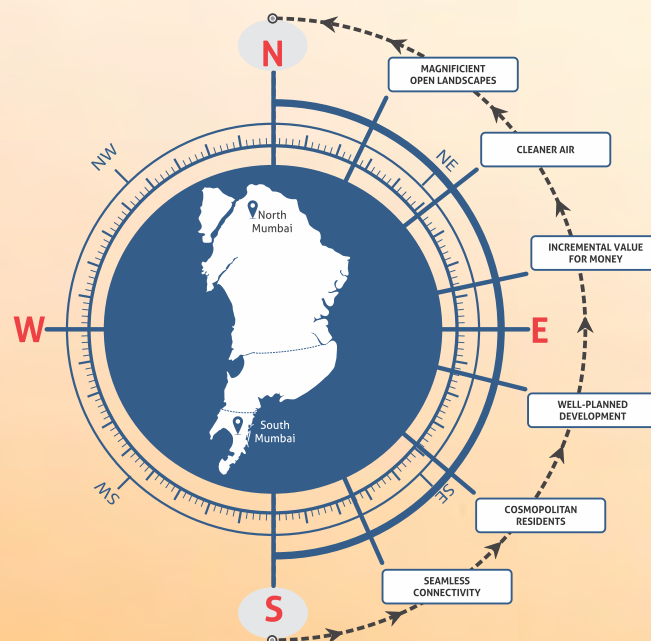 N
MAGNIFICIENT
OPEN LANDSCAPES
NW
NE
CLEANER AIR
North
Mumbai
INCREMENTAL VALUE
FOR MONEY
W
E
WELL-PLANNED
DEVELOPMENT
South
Mumbai
SW
SE
COSMOPOLITAN
RESIDENTS
SEAMLESS
CONNECTIVITY
S